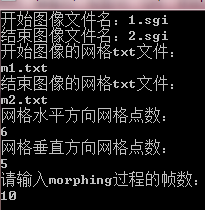 开始图像文件名：1.sgi
结束图像文件名：2.sgi
开始图像的网格txt文件：
m1.txt
结束图像的网格txt文件：
m2.txt
网格水平方向网格点数：
6
网格垂直方向网格点数：
5
请输入morphing过程的帧数：
10